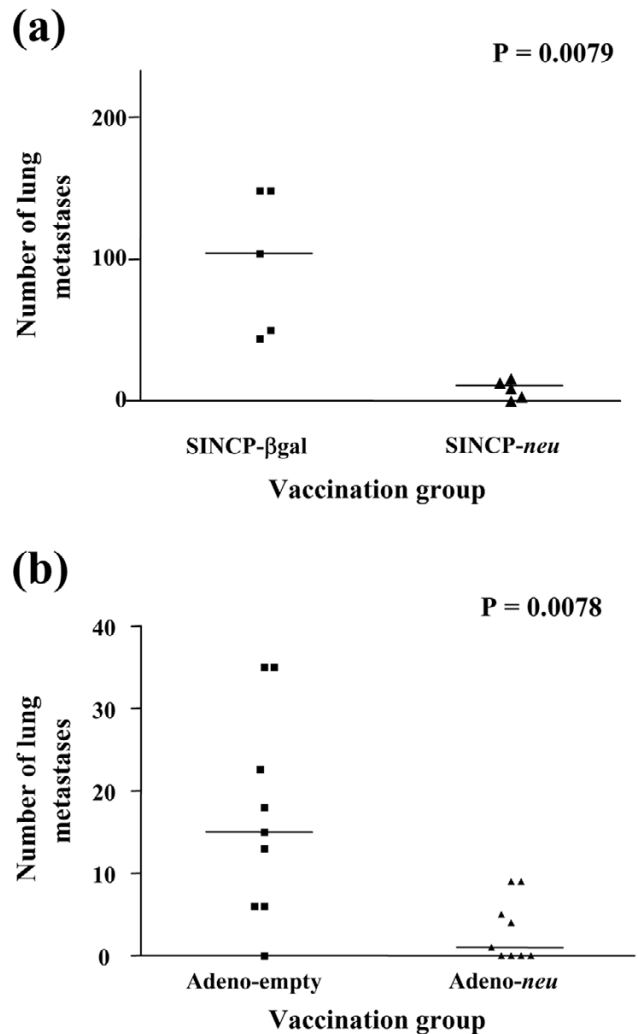 (a)
P = 0.0079
Number of lung
metastases
200
100
0
SINCP-βgal SINCP-neu
Vaccination group
(b)
P = 0.0078
Number of lung
metastases
40
30
20
10
0
Adeno-empty Adeno-neu
Vaccination group